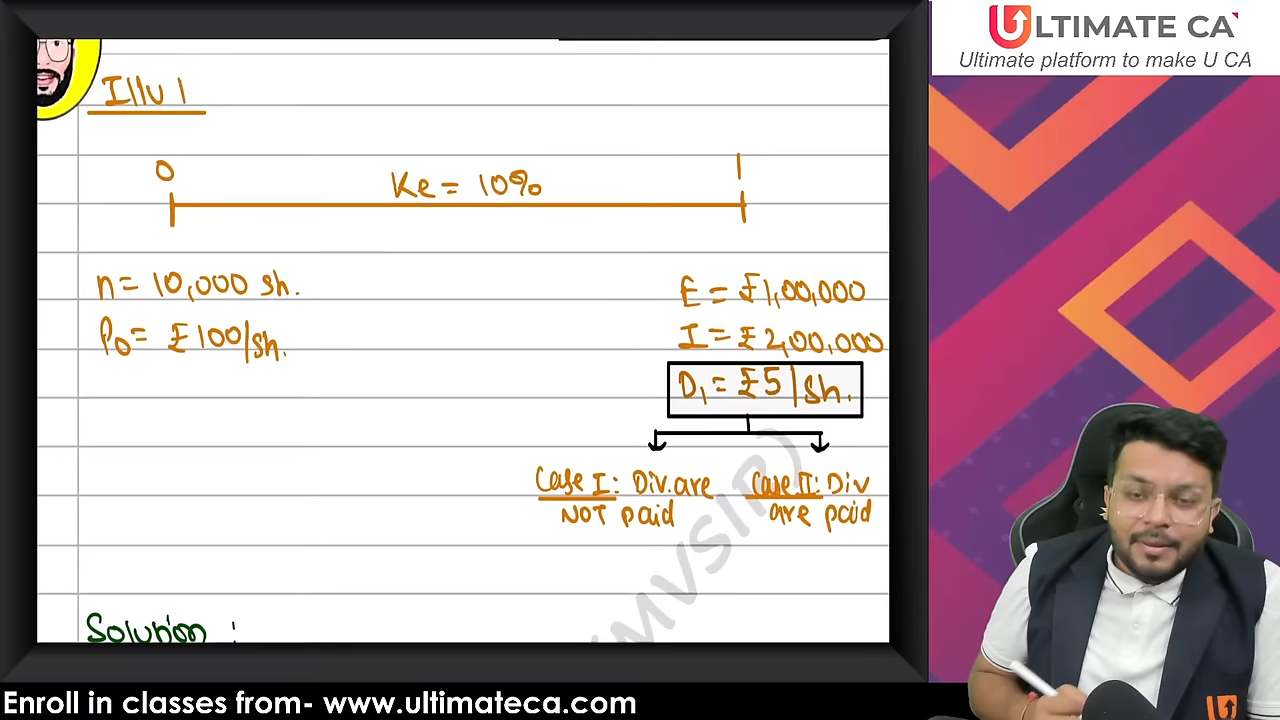 ULTIMATE CA
Ultimate platform to make U CA
Illu 1
0 1
Ke = 10%
n = 10,000 sh.
P0 = ₹100/sh.
E = ₹1,00,000
I = ₹2,00,000
D1 = ₹5/sh.
Case I: Div. are
NOT paid
Case II: Div
are paid
(MVSIR)
Solution :
Enroll in classes from- www.ultimateca.com